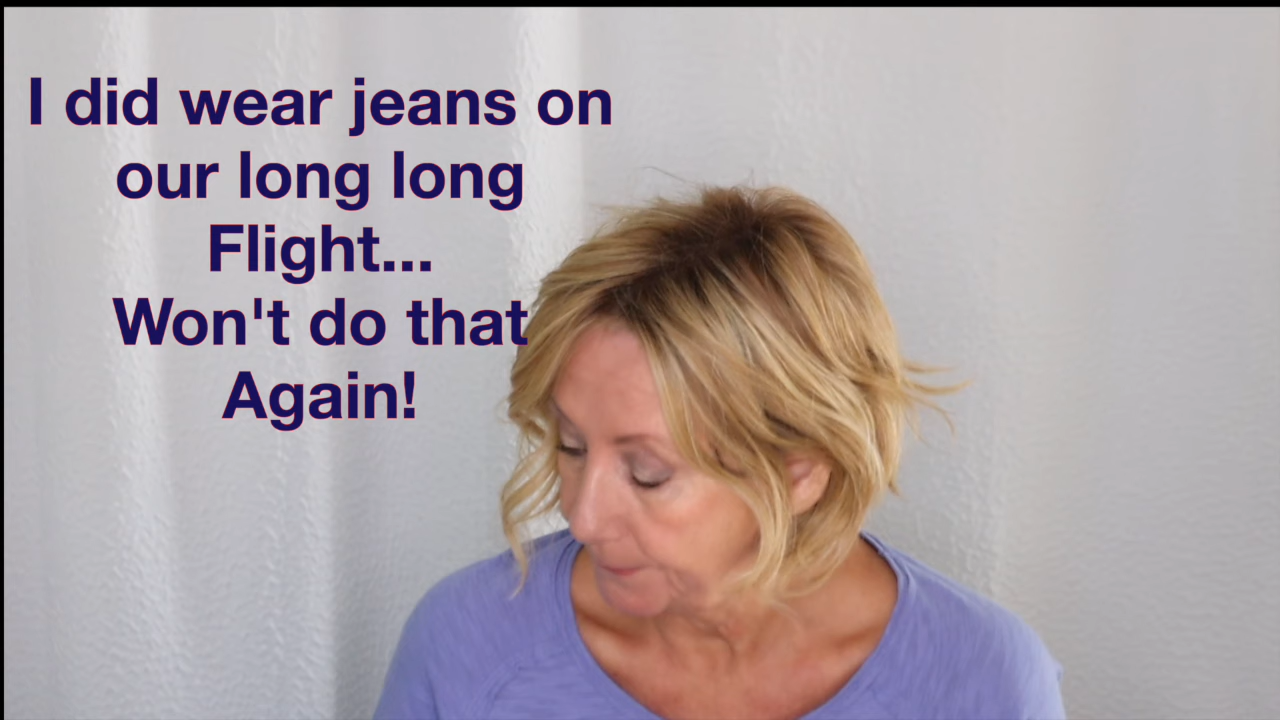 I did wear jeans on
our long long
Flight...
Won't do that
Again!